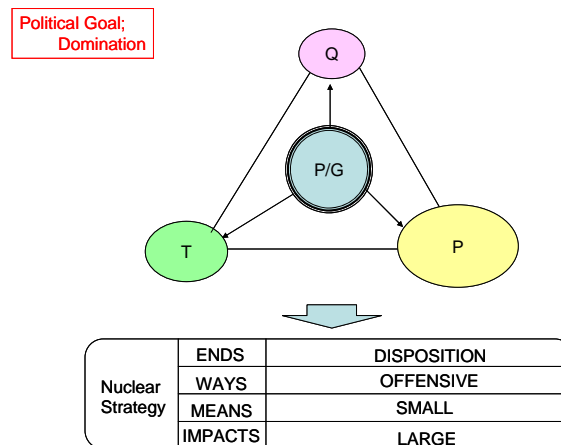 Political Goal;
Domination
Q
P/G
T
P
Nuclear
Strategy
ENDS
DISPOSITION
WAYS
OFFENSIVE
MEANS
SMALL
IMPACTS
LARGE